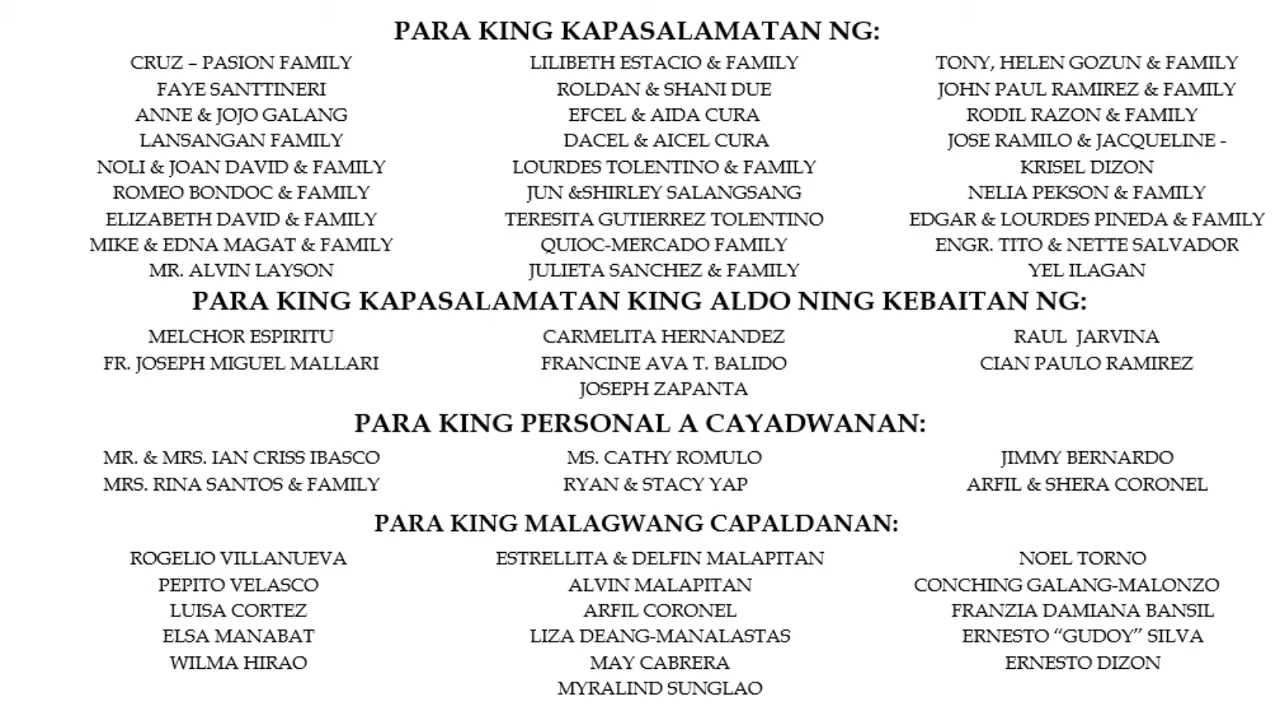 PARA KING KAPASALAMATAN NG:
CRUZ – PASION FAMILY
FAYE SANTTINERI
ANNE & JOJO GALANG
LANSANGAN FAMILY
NOLI & JOAN DAVID & FAMILY
ROMEO BONDOC & FAMILY
ELIZABETH DAVID & FAMILY
MIKE & EDNA MAGAT & FAMILY
MR. ALVIN LAYSON
LILIBETH ESTACIO & FAMILY
ROLDAN & SHANI DUE
EFCEL & AIDA CURA
DACEL & AICEL CURA
LOURDES TOLENTINO & FAMILY
JUN &SHIRLEY SALANGSANG
TERESITA GUTIERREZ TOLENTINO
QUIOC-MERCADO FAMILY
JULIETA SANCHEZ & FAMILY
TONY, HELEN GOZUN & FAMILY
JOHN PAUL RAMIREZ & FAMILY
RODIL RAZON & FAMILY
JOSE RAMILO & JACQUELINE -
KRISEL DIZON
NELIA PEKSON & FAMILY
EDGAR & LOURDES PINEDA & FAMILY
ENGR. TITO & NETTE SALVADOR
YEL ILAGAN
PARA KING KAPASALAMATAN KING ALDO NING KEBAITAN NG:
MELCHOR ESPIRITU
FR. JOSEPH MIGUEL MALLARI
CARMELITA HERNANDEZ
FRANCINE AVA T. BALIDO
JOSEPH ZAPANTA
RAUL JARVINA
CIAN PAULO RAMIREZ
PARA KING PERSONAL A CAYADWANAN:
MR. & MRS. IAN CRISS IBASCO
MRS. RINA SANTOS & FAMILY
MS. CATHY ROMULO
RYAN & STACY YAP
JIMMY BERNARDO
ARFIL & SHERA CORONEL
PARA KING MALAGWANG CAPALDANAN:
ROGELIO VILLANUEVA
PEPITO VELASCO
LUISA CORTEZ
ELSA MANABAT
WILMA HIRAO
ESTRELLITA & DELFIN MALAPITAN
ALVIN MALAPITAN
ARFIL CORONEL
LIZA DEANG-MANALASTAS
MAY CABRERA
MYRALIND SUNGLAO
NOEL TORNO
CONCHING GALANG-MALONZO
FRANZIA DAMIANA BANSIL
ERNESTO “GUDOY” SILVA
ERNESTO DIZON